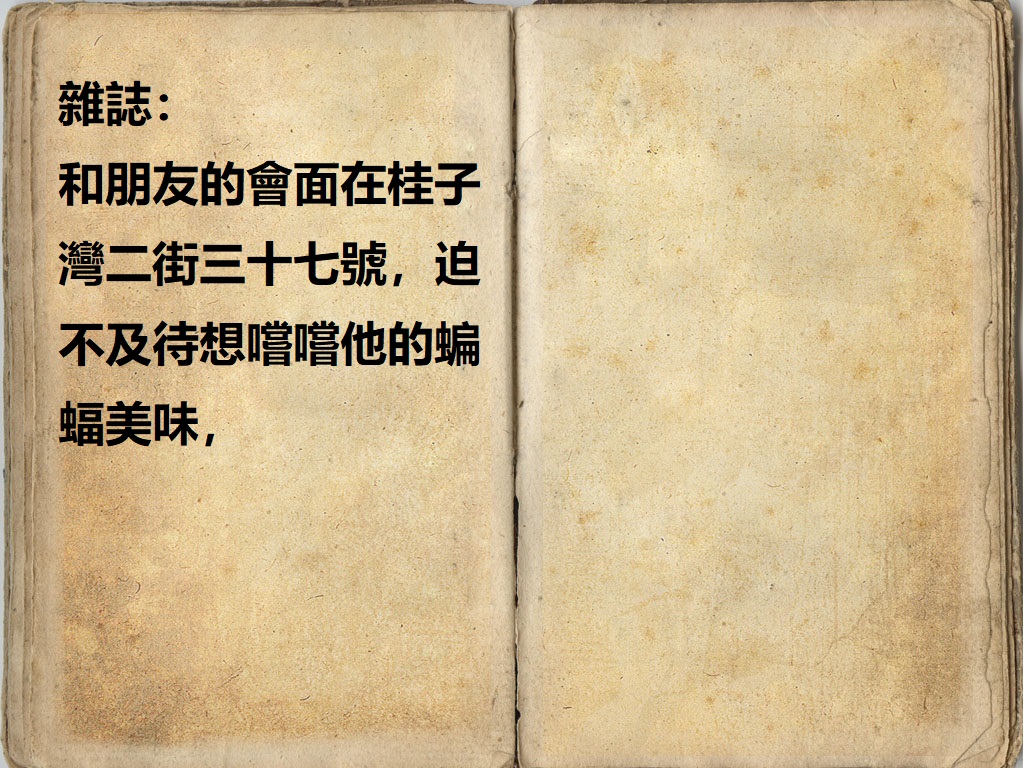 雜誌：
和朋友的會面在桂子
灣二街三十七號，迫
不及待想嚐嚐他的蝙
蝠美味，